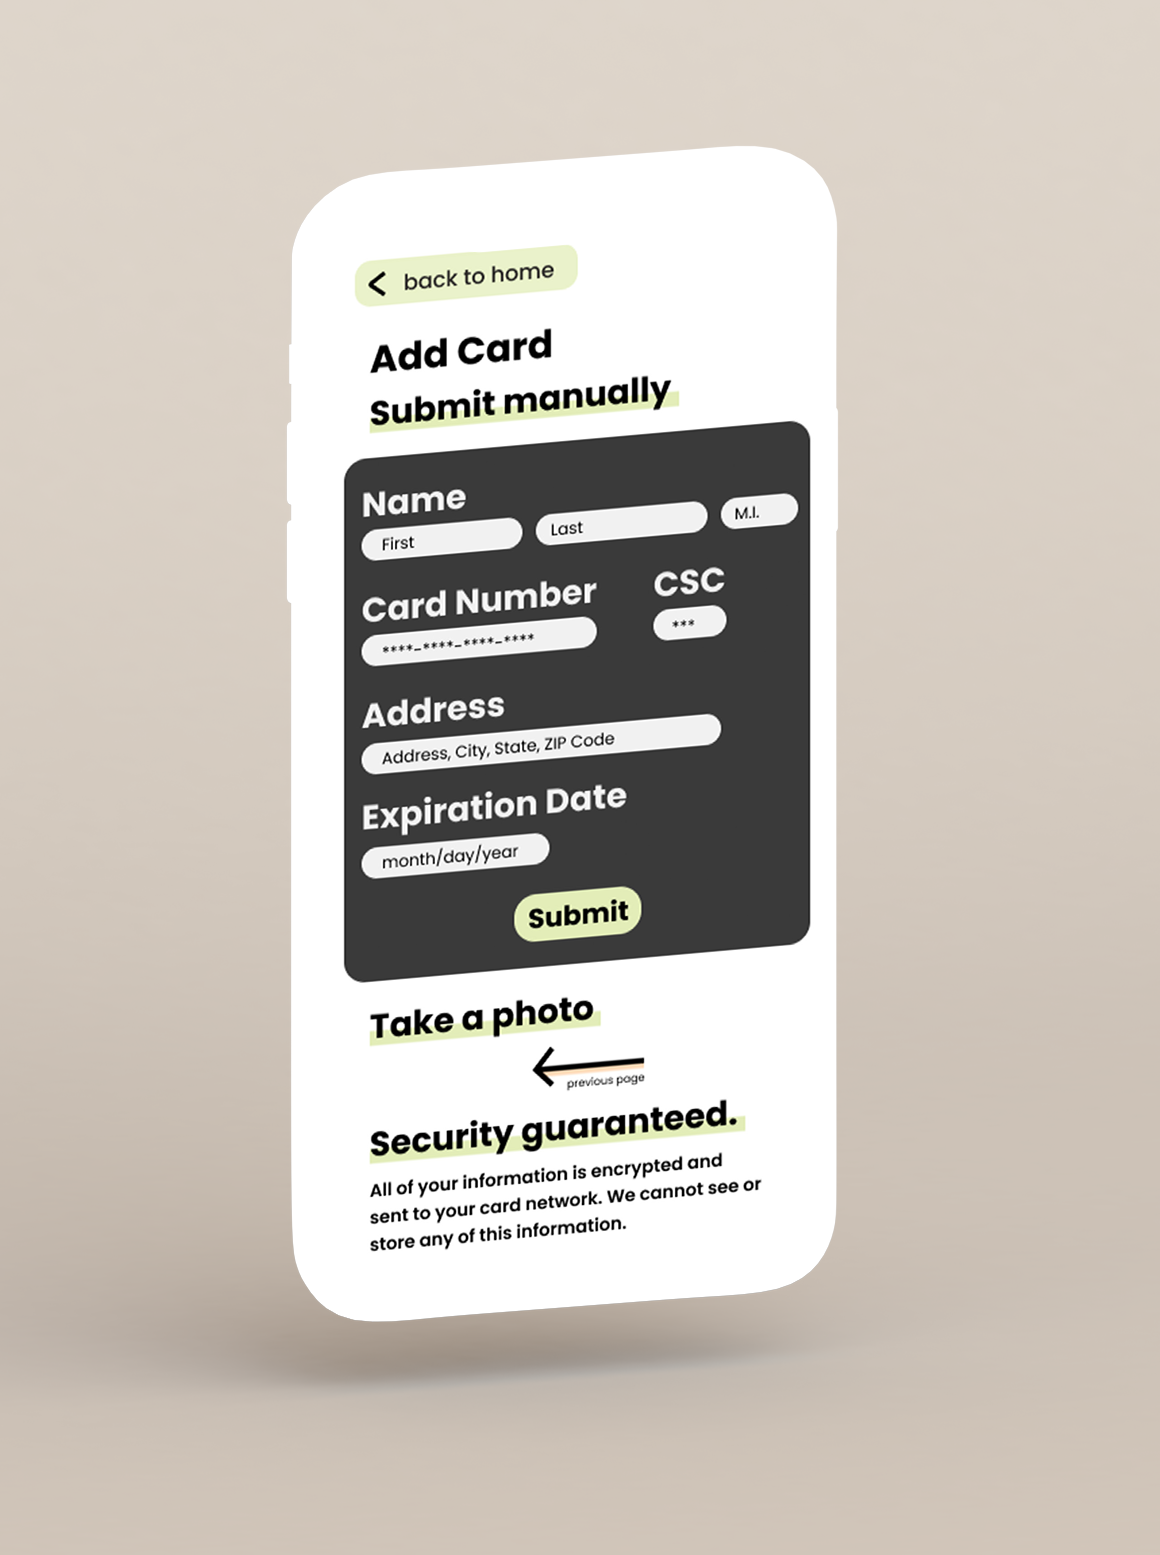 back to home
Add Card
Submit manually
Name
First Last M.I.
Card Number CSC
****-****-****-**** ***
Address
Address, City, State, ZIP Code
Expiration Date
month/day/year
Submit
Take a photo
previous page
Security guaranteed.
All of your information is encrypted and
sent to your card network. We cannot see or
store any of this information.